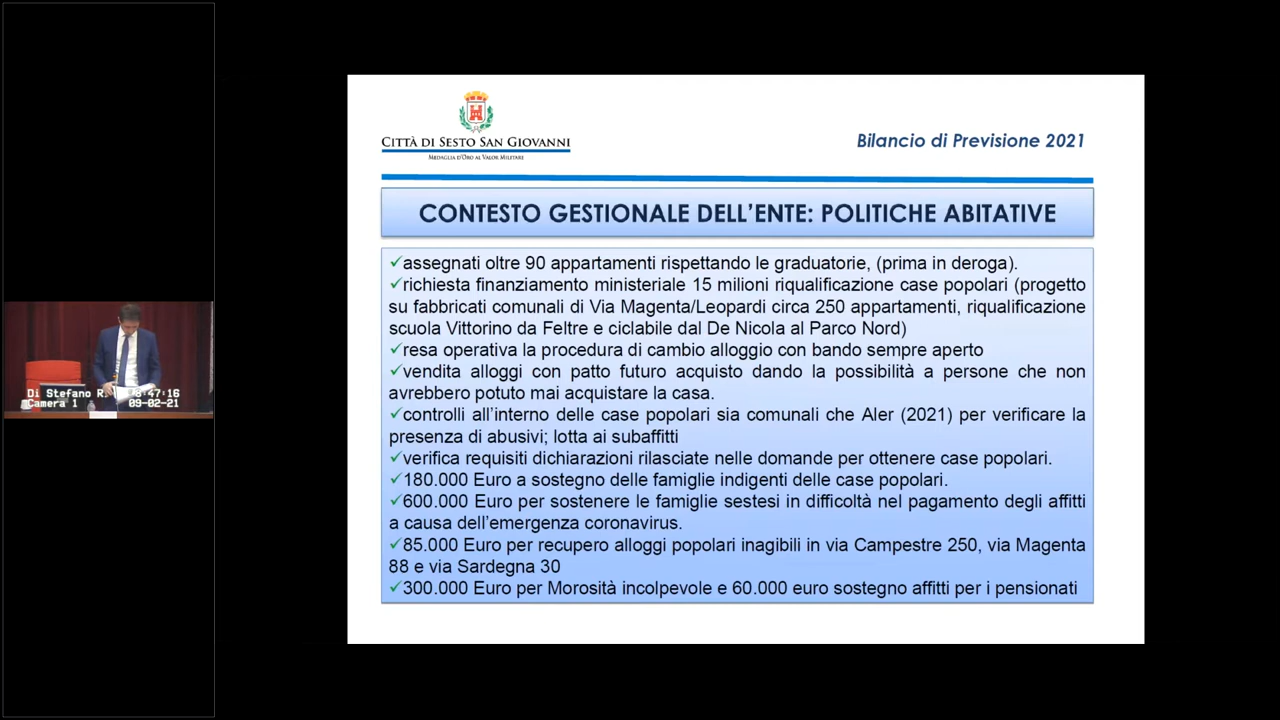 CITTÀ DI SESTO SAN GIOVANNI
MEDAGLIA D'ORO AL VALOR MILITARE
Bilancio di Previsione 2021
CONTESTO GESTIONALE DELL'ENTE: POLITICHE ABITATIVE
✓assegnati oltre 90 appartamenti rispettando le graduatorie, (prima in deroga).
✓richiesta finanziamento ministeriale 15 milioni riqualificazione case popolari (progetto
su fabbricati comunali di Via Magenta/Leopardi circa 250 appartamenti, riqualificazione
scuola Vittorino da Feltre e ciclabile dal De Nicola al Parco Nord)
✓resa operativa la procedura di cambio alloggio con bando sempre aperto
✓vendita alloggi con patto futuro acquisto dando la possibilità a persone che non
avrebbero potuto mai acquistare la casa.
✓controlli all'interno delle case popolari sia comunali che Aler (2021) per verificare la
presenza di abusivi; lotta ai subaffitti
✓verifica requisiti dichiarazioni rilasciate nelle domande per ottenere case popolari.
✓180.000 Euro a sostegno delle famiglie indigenti delle case popolari.
✓600.000 Euro per sostenere le famiglie sestesi in difficoltà nel pagamento degli affitti
a causa dell'emergenza coronavirus.
✓85.000 Euro per recupero alloggi popolari inagibili in via Campestre 250, via Magenta
88 e via Sardegna 30
✓300.000 Euro per Morosità incolpevole e 60.000 euro sostegno affitti per i pensionati
Di Stefano R.
Camera 1 09-02-21